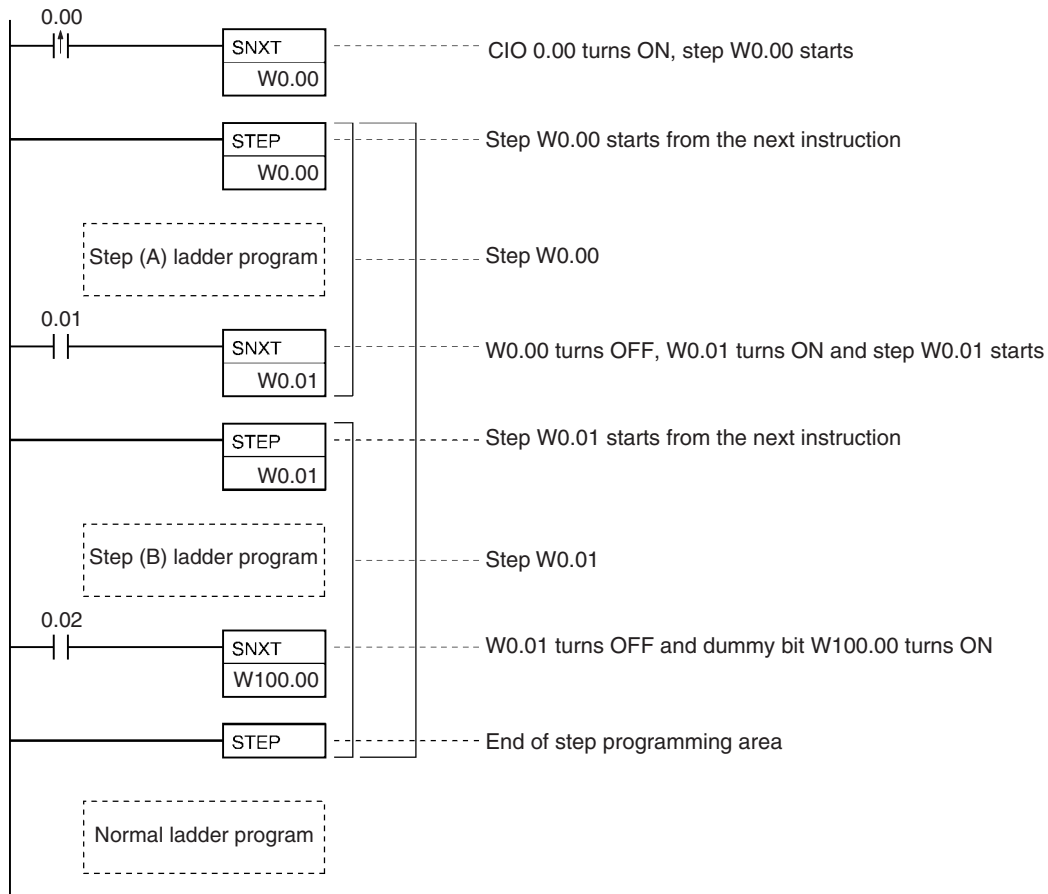 0.00
SNXT
W0.00
CIO 0.00 turns ON, step W0.00 starts
STEP
W0.00
Step W0.00 starts from the next instruction
Step (A) ladder program
Step W0.00
0.01
SNXT
W0.01
W0.00 turns OFF, W0.01 turns ON and step W0.01 starts
STEP
W0.01
Step W0.01 starts from the next instruction
Step (B) ladder program
Step W0.01
0.02
SNXT
W100.00
W0.01 turns OFF and dummy bit W100.00 turns ON
STEP
End of step programming area
Normal ladder program